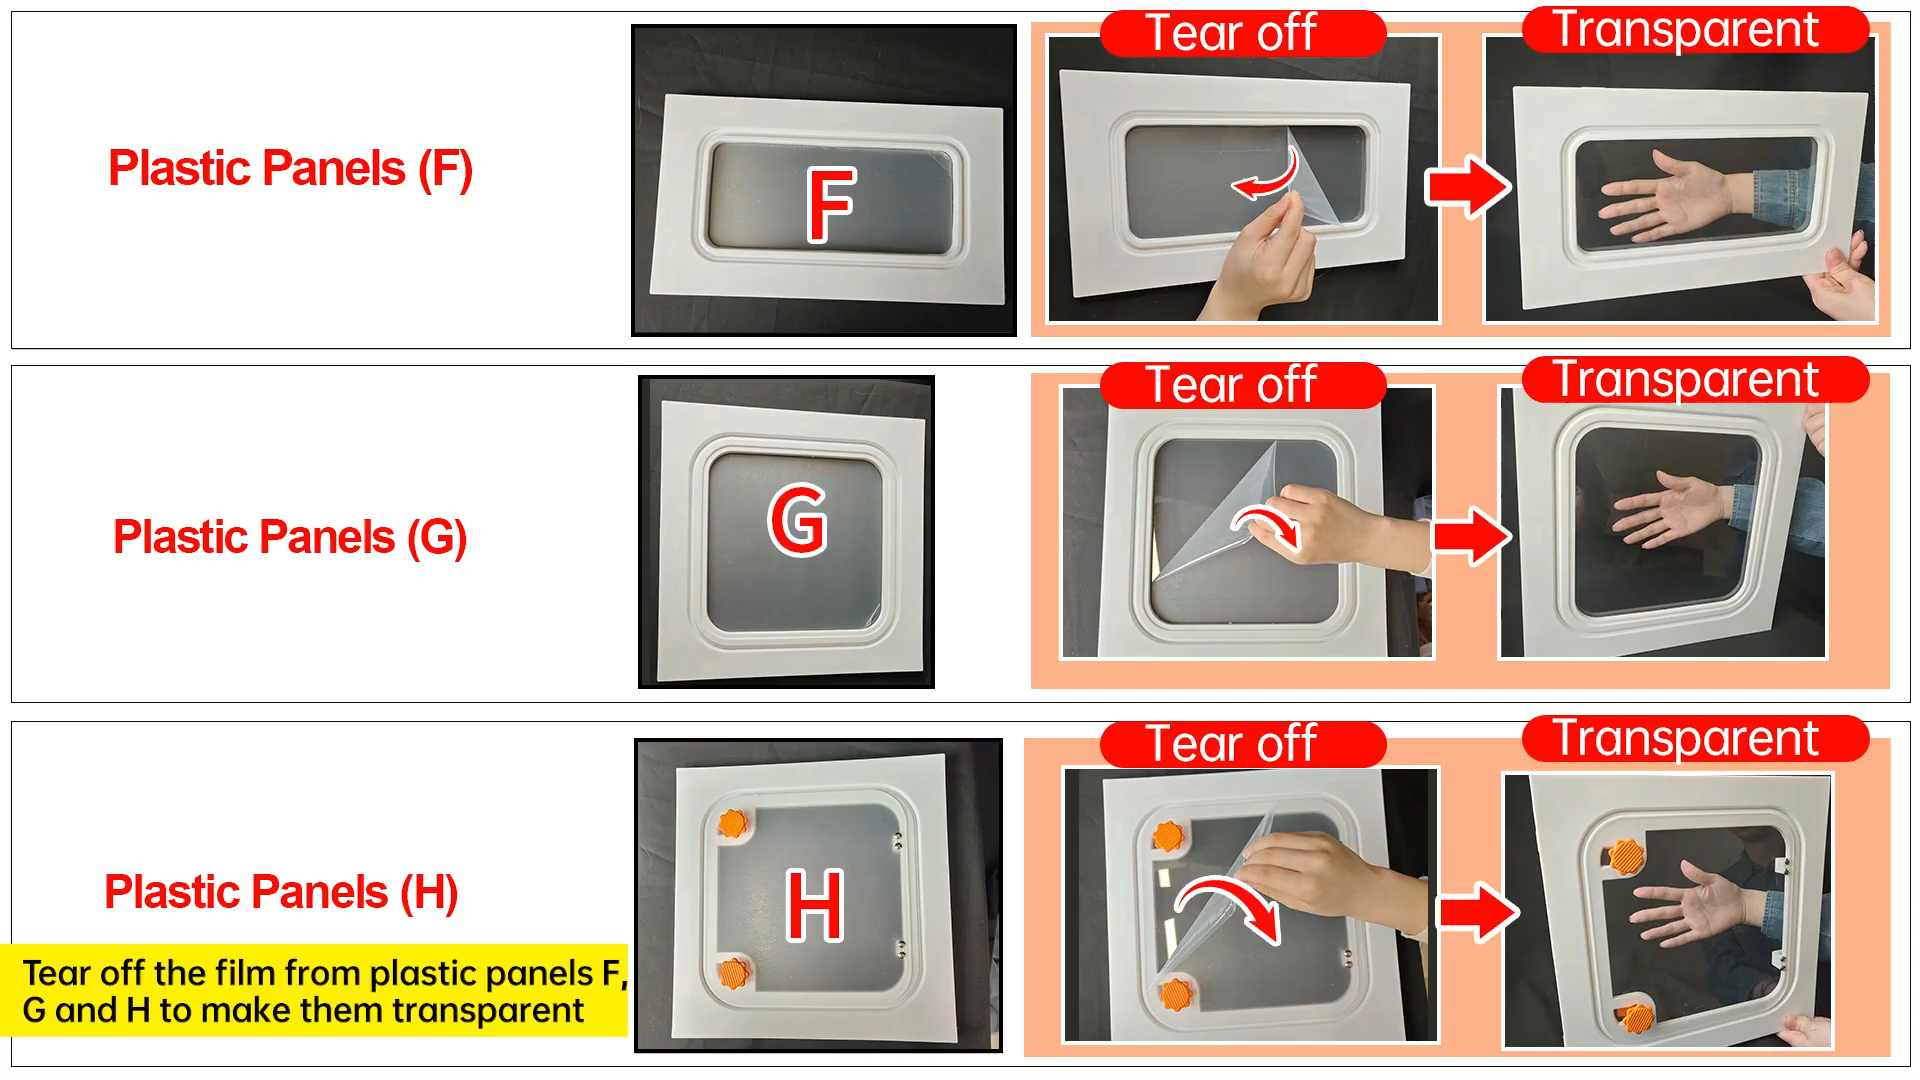 Plastic Panels (F)
F
Tear off
Transparent
Plastic Panels (G)
G
Tear off
Transparent
Plastic Panels (H)
H
Tear off
Transparent
Tear off the film from plastic panels F,
G and H to make them transparent